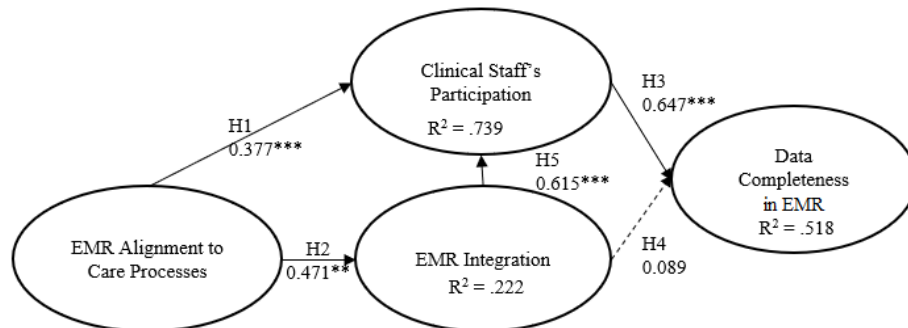 Clinical Staff's
Participation
R² = .739
H1
0.377***
H3
0.647***
H5
0.615***
Data
Completeness
in EMR
R² = .518
EMR Alignment to
Care Processes
H2
0.471**
EMR Integration
R² = .222
H4
0.089